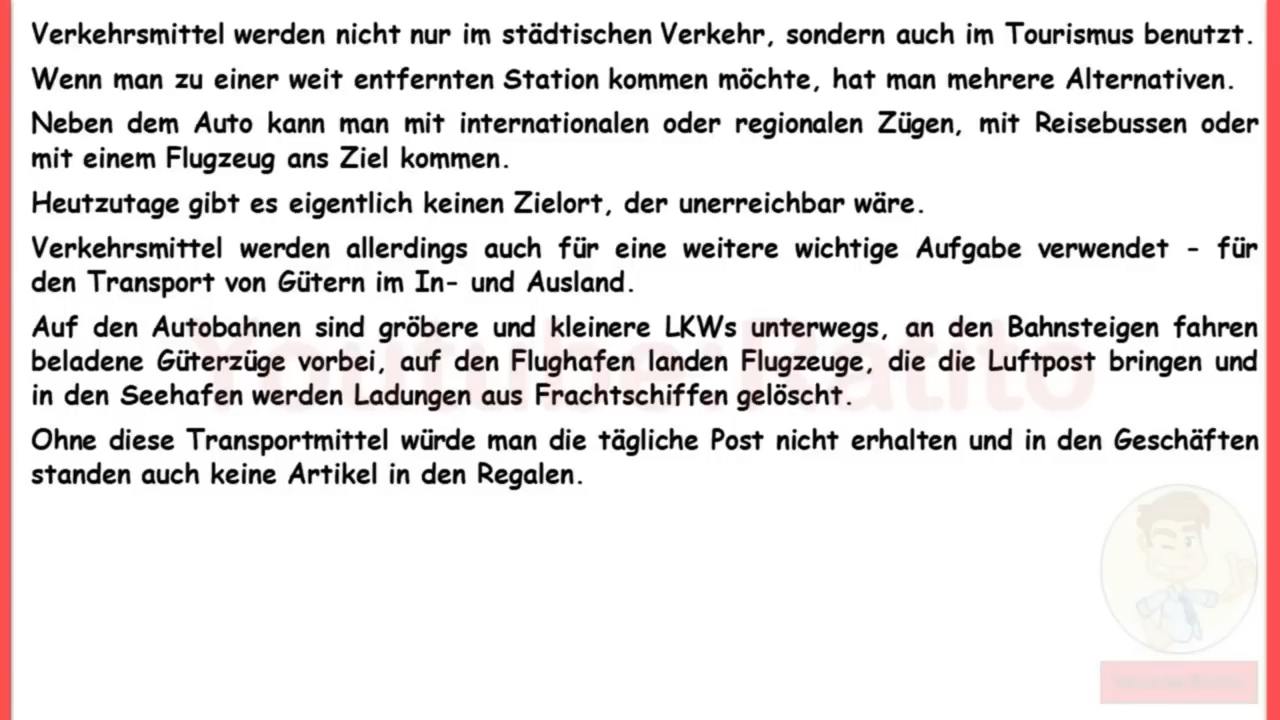 Verkehrsmittel werden nicht nur im städtischen Verkehr, sondern auch im Tourismus benutzt.
Wenn man zu einer weit entfernten Station kommen möchte, hat man mehrere Alternativen.
Neben dem Auto kann man mit internationalen oder regionalen Zügen, mit Reisebussen oder
mit einem Flugzeug ans Ziel kommen.
Heutzutage gibt es eigentlich keinen Zielort, der unerreichbar wäre.
Verkehrsmittel werden allerdings auch für eine weitere wichtige Aufgabe verwendet - für
den Transport von Gütern im In- und Ausland.
Auf den Autobahnen sind gröbere und kleinere LKWs unterwegs, an den Bahnsteigen fahren
beladene Güterzüge vorbei, auf den Flughafen landen Flugzeuge, die die Luftpost bringen und
in den Seehafen werden Ladungen aus Frachtschiffen gelöscht.
Ohne diese Transportmittel würde man die tägliche Post nicht erhalten und in den Geschäften
standen auch keine Artikel in den Regalen.